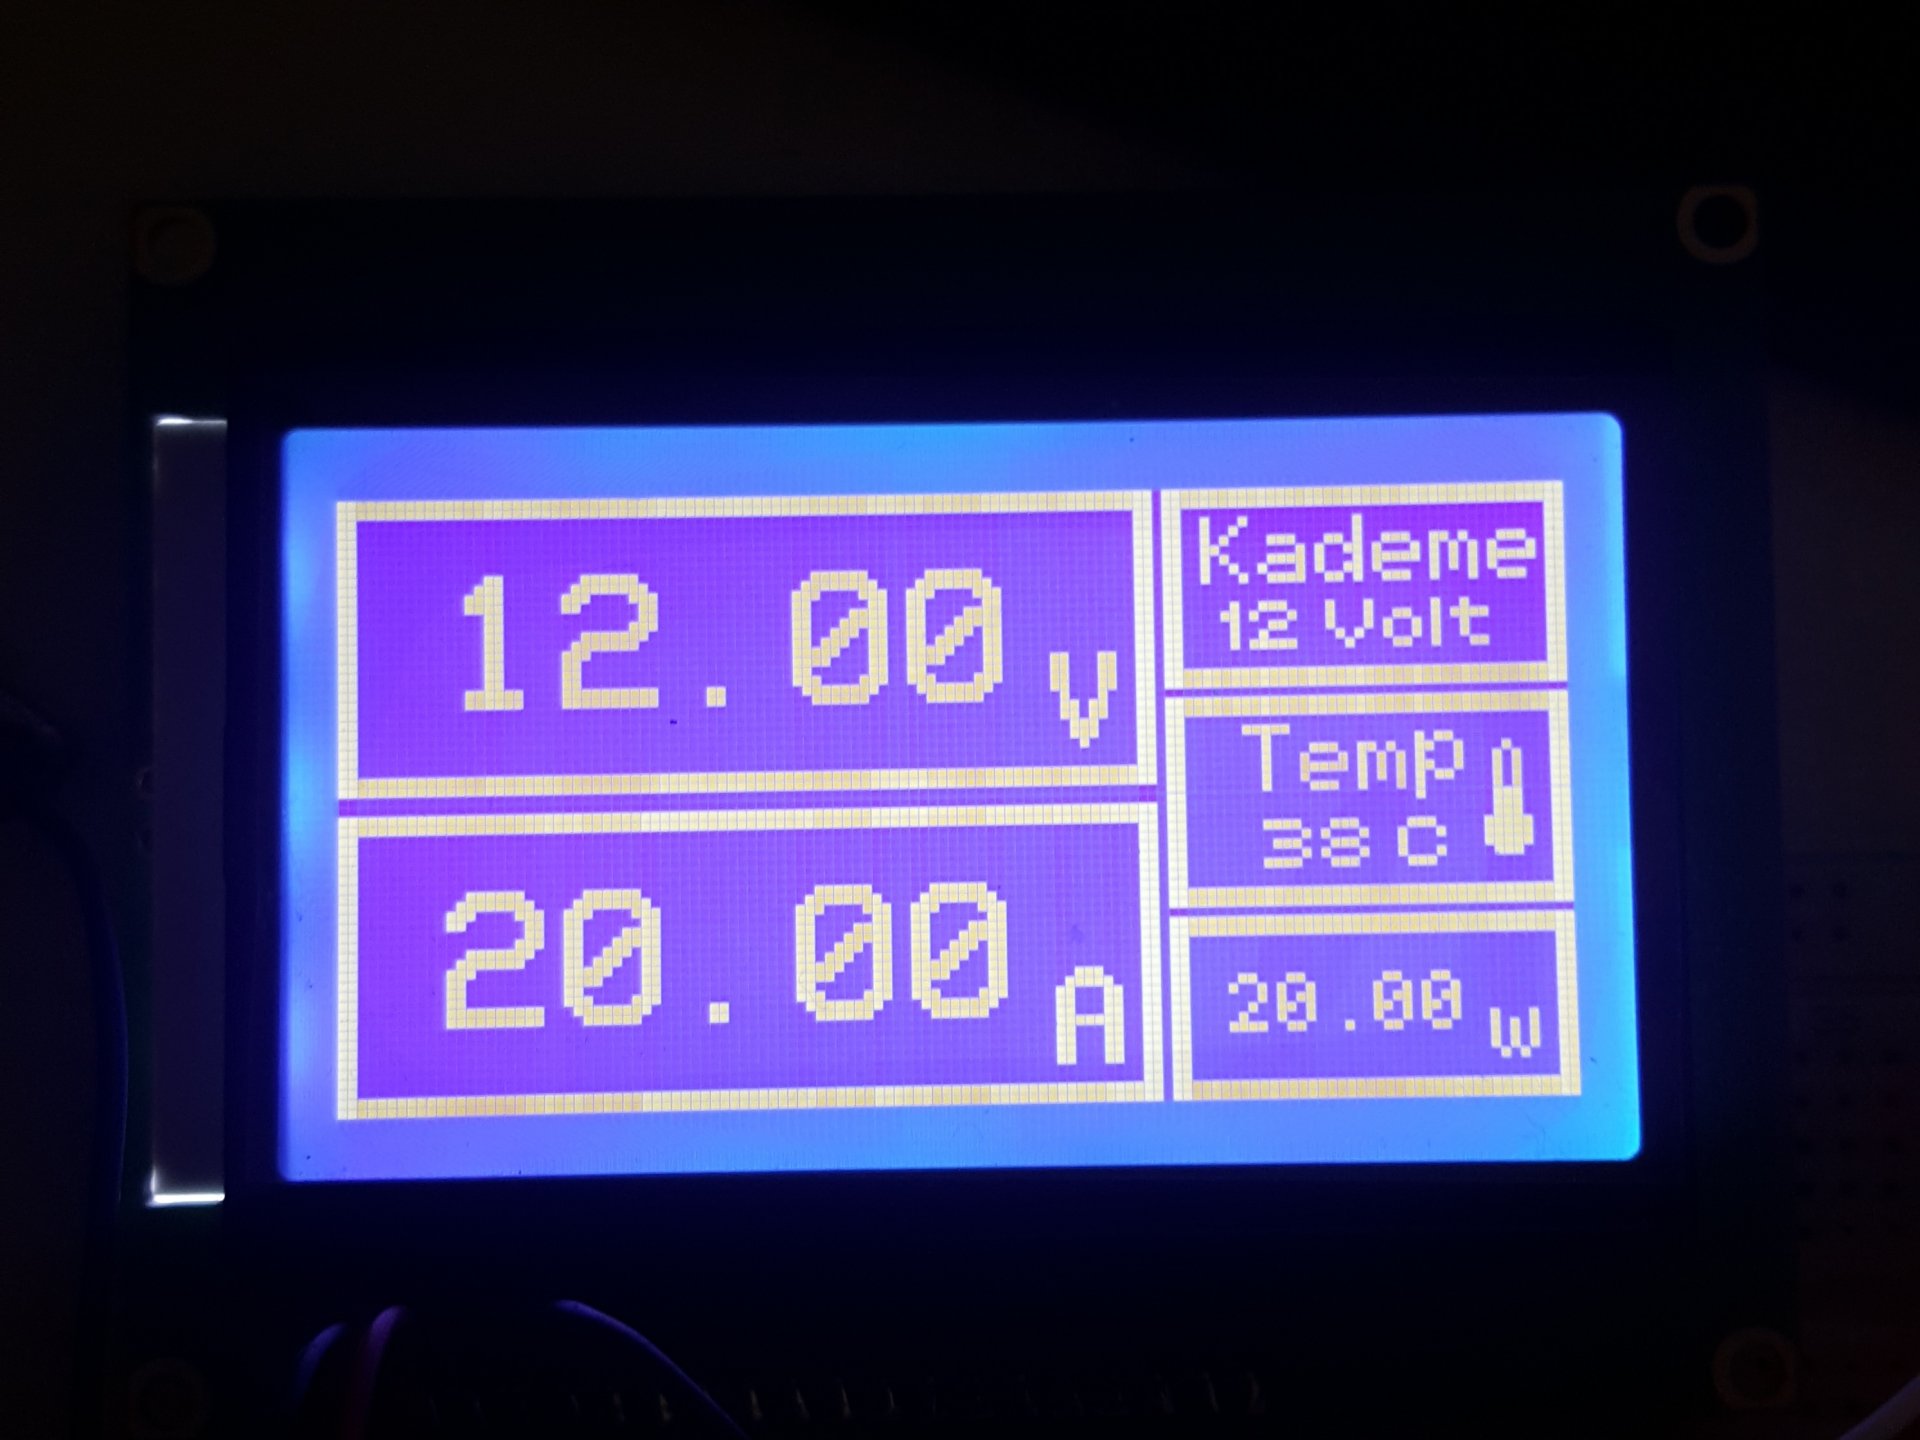 12.00 V
20.00 A
Kademe
12 Volt
Temp
38 C
20.00 W